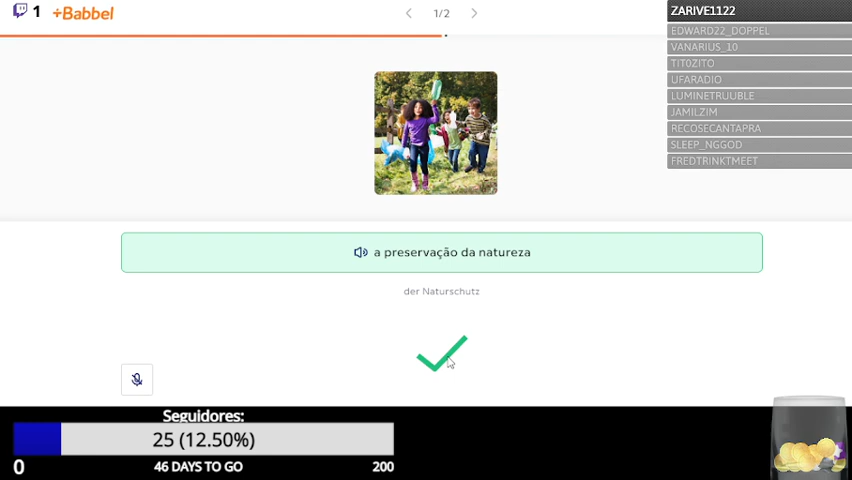 1 +Babbel
1/2
ZARIVE1122
EDWARD22_DOPPEL
VANARIUS_10
TIT0ZITO
UFARADIO
LUMINETRUUBLE
JAMILZIM
RECOSECANTAPRA
SLEEP_NGGOD
FREDTRINKTMEET
a preservação da natureza
der Naturschutz
Seguidores:
25 (12.50%)
0 46 DAYS TO GO 200